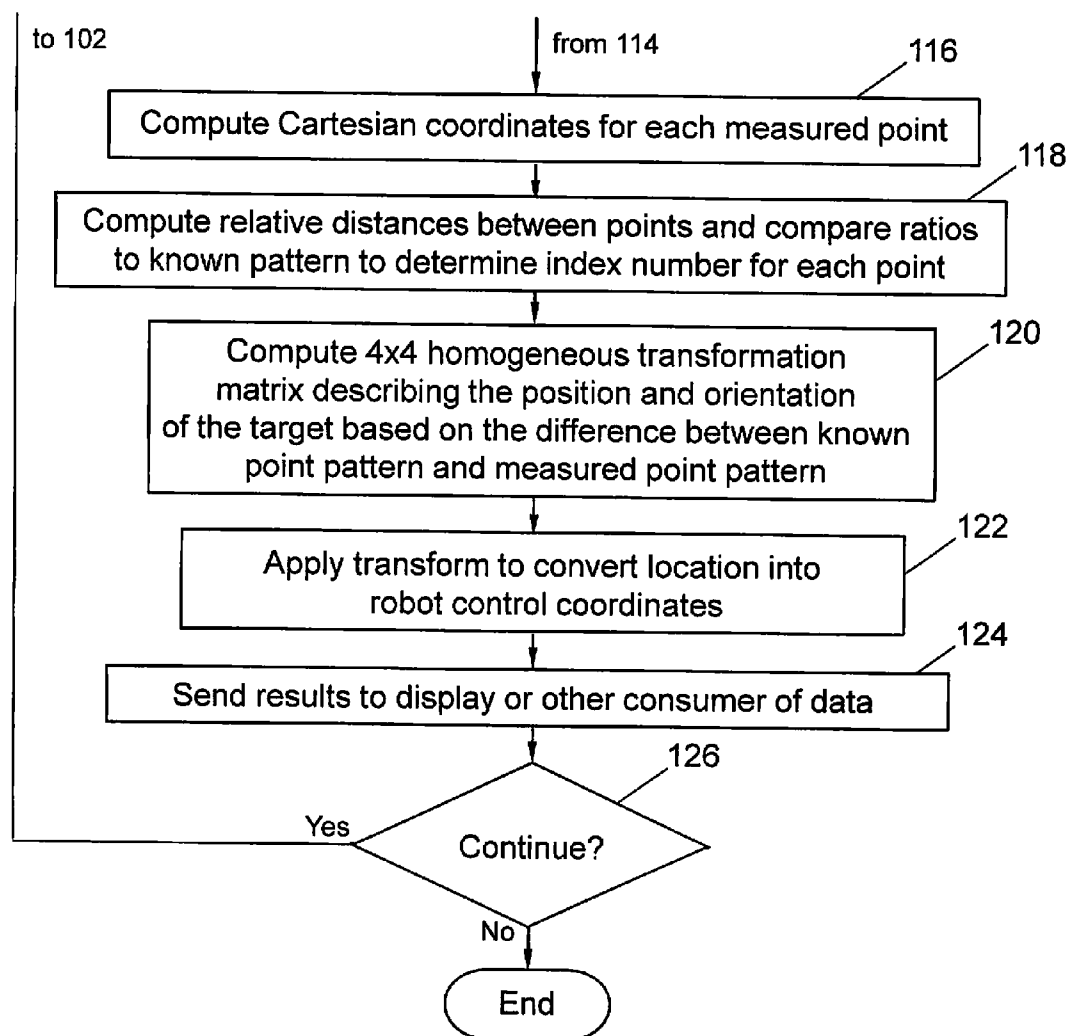 to 102
from 114
116
Compute Cartesian coordinates for each measured point
118
Compute relative distances between points and compare ratios
to known pattern to determine index number for each point
120
Compute 4x4 homogeneous transformation
matrix describing the position and orientation
of the target based on the difference between known
point pattern and measured point pattern
122
Apply transform to convert location into
robot control coordinates
124
Send results to display or other consumer of data
126
Yes
Continue?
No
End